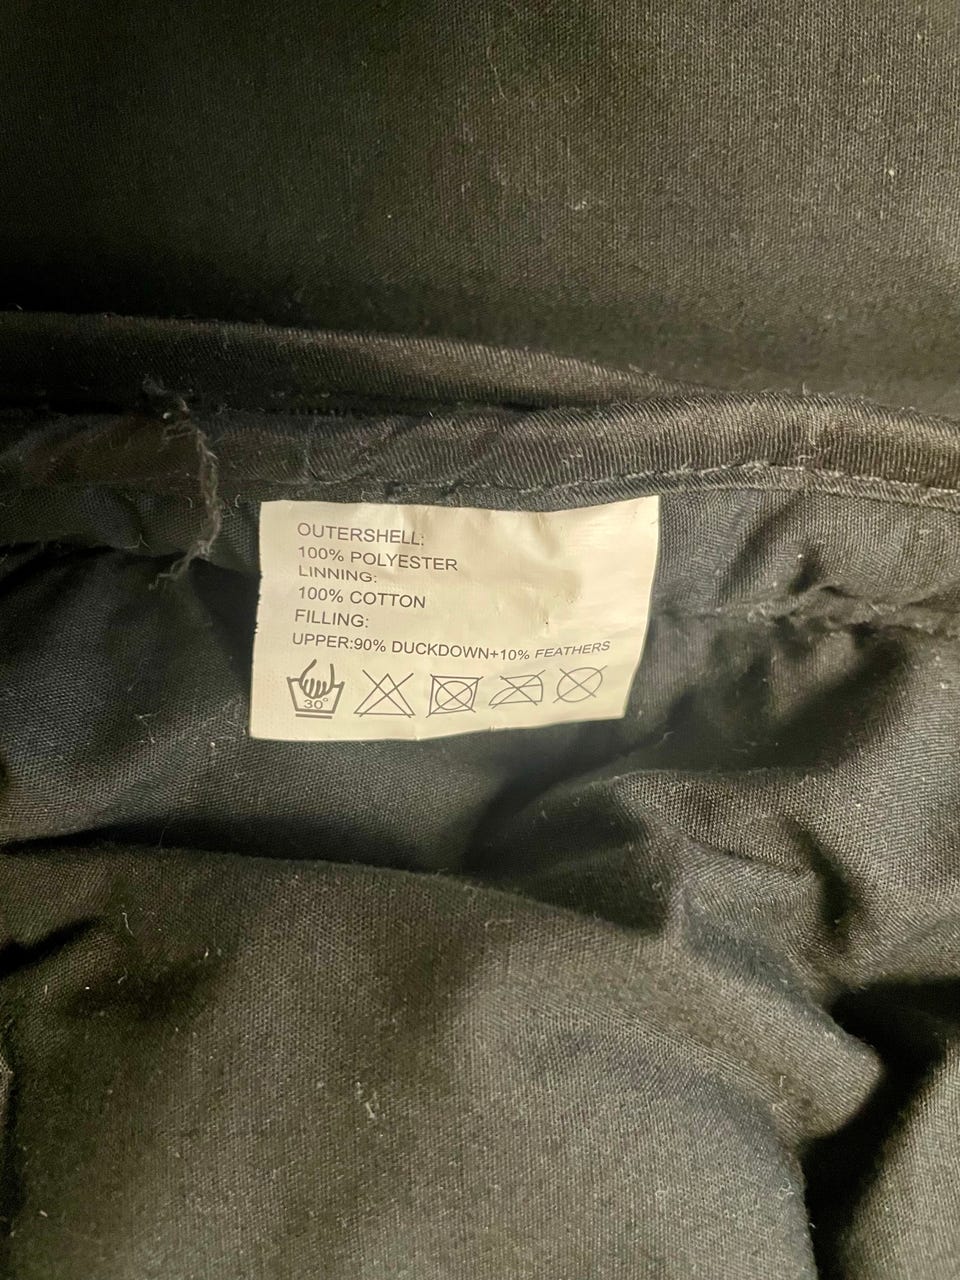 OUTERSHELL:
100% POLYESTER
LINNING:
100% COTTON
FILLING:
UPPER:90% DUCKDOWN+10% FEATHERS
30°